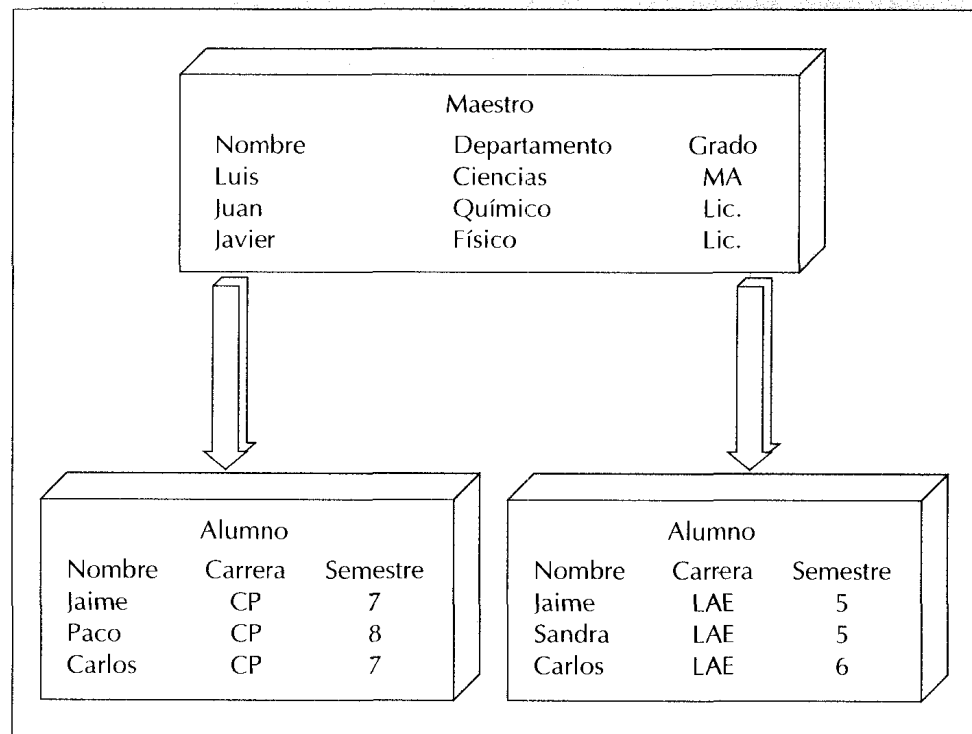 Maestro
Nombre Departamento Grado
Luis Ciencias MA
Juan Químico Lic.
Javier Físico Lic.
Alumno
Nombre Carrera Semestre
Jaime CP 7
Paco CP 8
Carlos CP 7
Alumno
Nombre Carrera Semestre
Jaime LAE 5
Sandra LAE 5
Carlos LAE 6